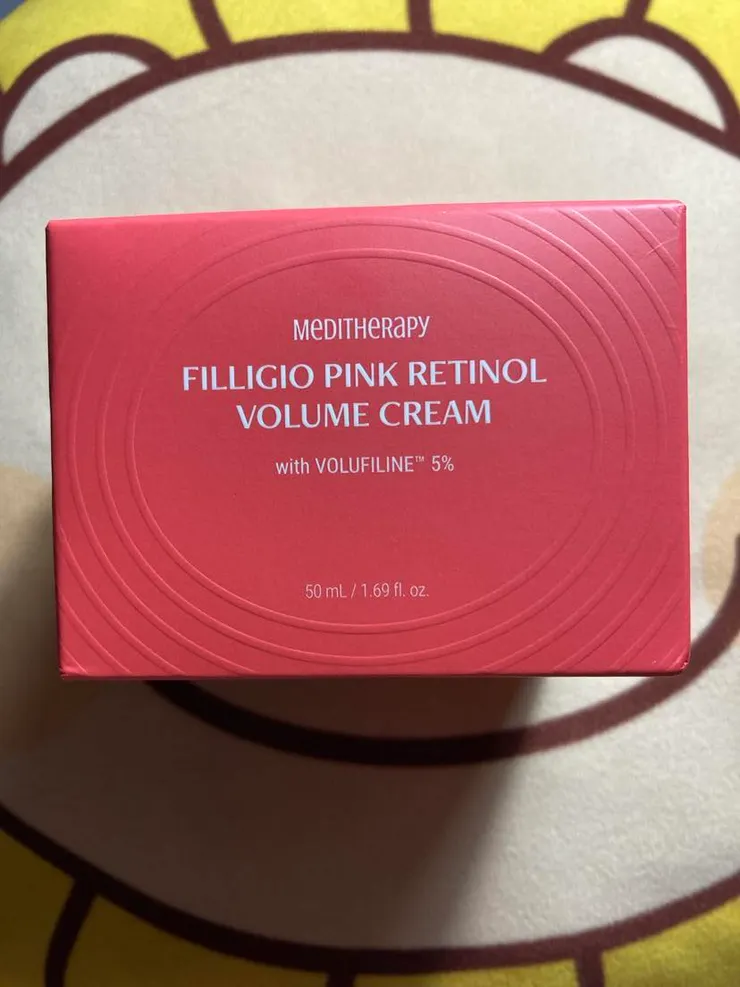 MEDITHERAPY
FILLIGIO PINK RETINOL
VOLUME CREAM
with VOLUFILINE™ 5%
50 mL / 1.69 fl. oz.